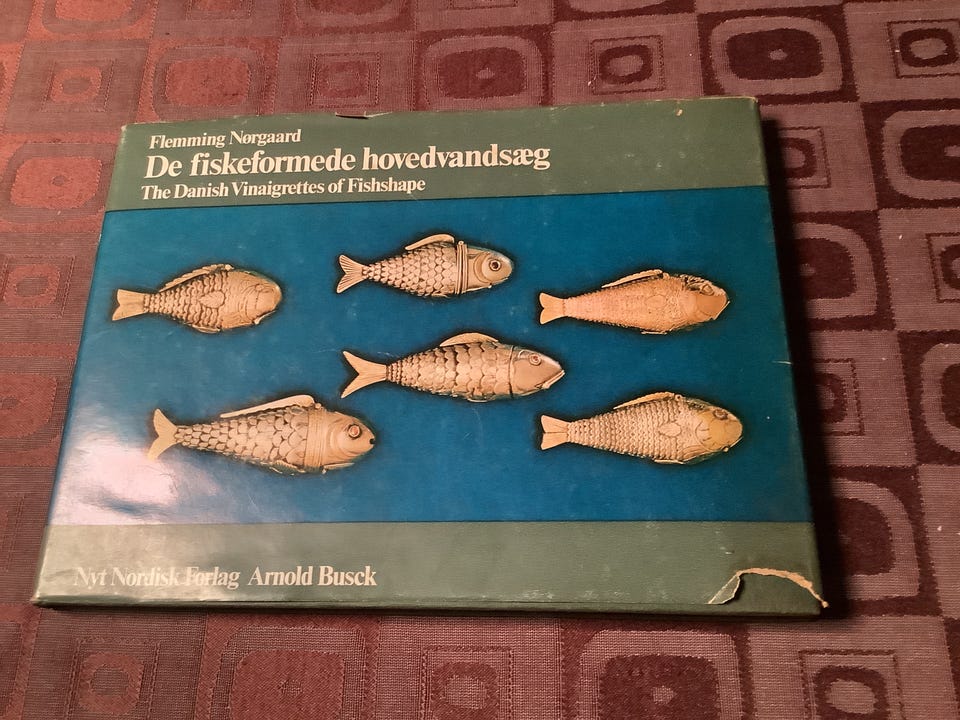 Flemming Nørgaard
De fiskeformede hovedvandsæg
The Danish Vinaigrettes of Fishshape
Nyt Nordisk Forlag Arnold Busck